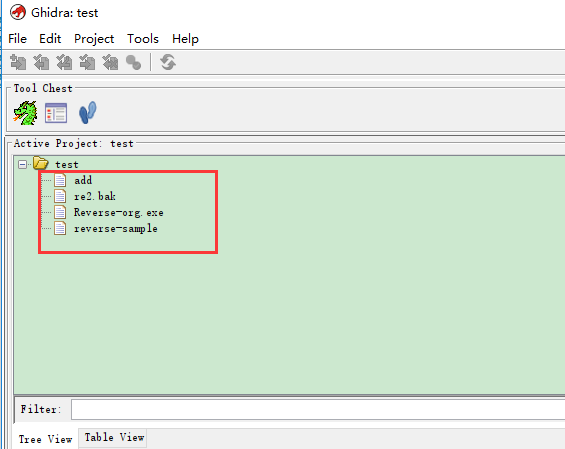 Ghidra: test
File Edit Project Tools Help
Tool Chest
Active Project: test
test
add
re2.bak
Reverse-org.exe
reverse-sample
Filter:
Tree View Table View